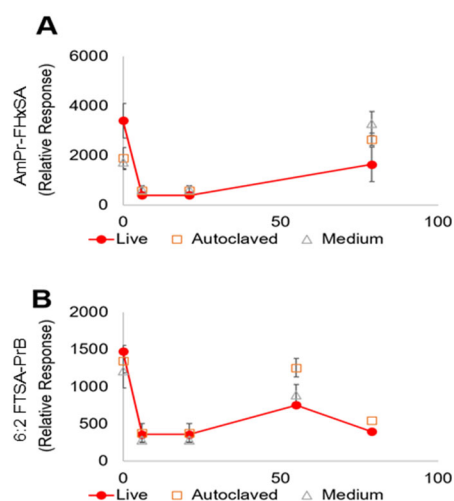 A
AmPr-FHxSA
(Relative Response)
6000
4000
2000
0
0
50
100
Live Autoclaved Medium
B
6:2 FTSA-PrB
(Relative Response)
2000
1500
1000
500
0
0
50
100
Live Autoclaved Medium